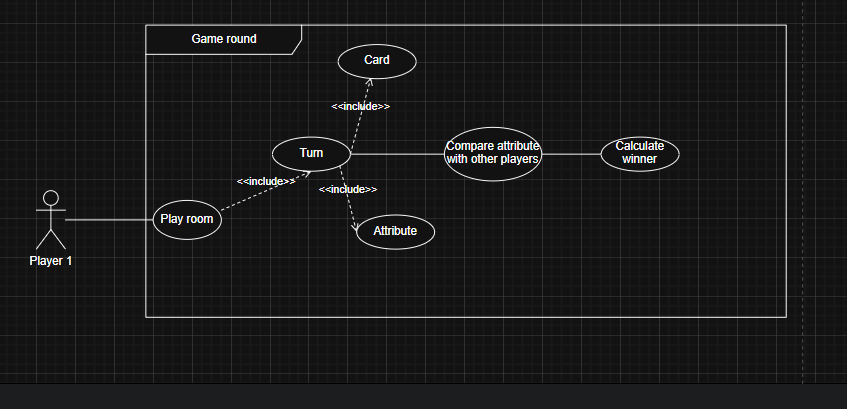 Game round
Card
<<include>>
Turn
Compare attribute
with other players
Calculate
winner
<<include>>
<<include>>
Play room
Attribute
Player 1